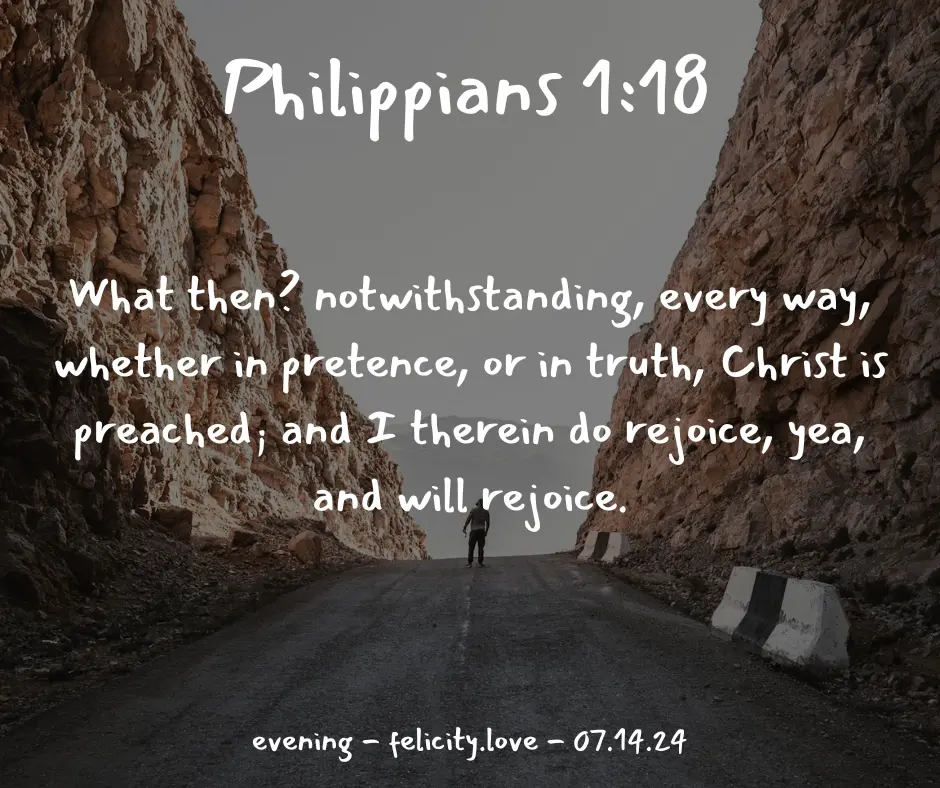 Philippians 1:18
What then? notwithstanding, every way,
whether in pretence, or in truth, Christ is
preached; and I therein do rejoice, yea,
and will rejoice.
evening - felicity.love - 07.14.24